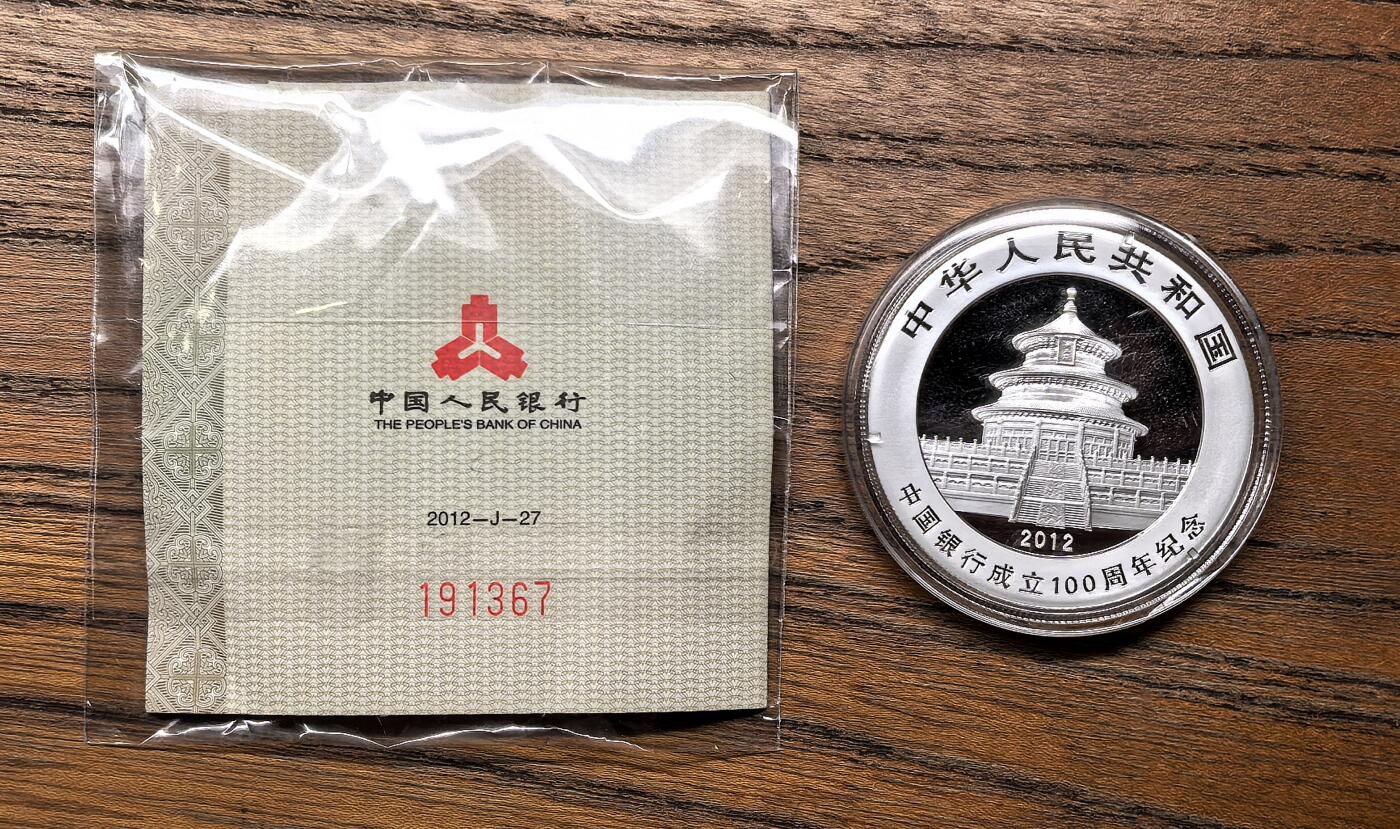 中国人民银行
THE PEOPLE'S BANK OF CHINA
2012—J—27
191367
中华人民共和国
2012
中国银行成立100周年纪念